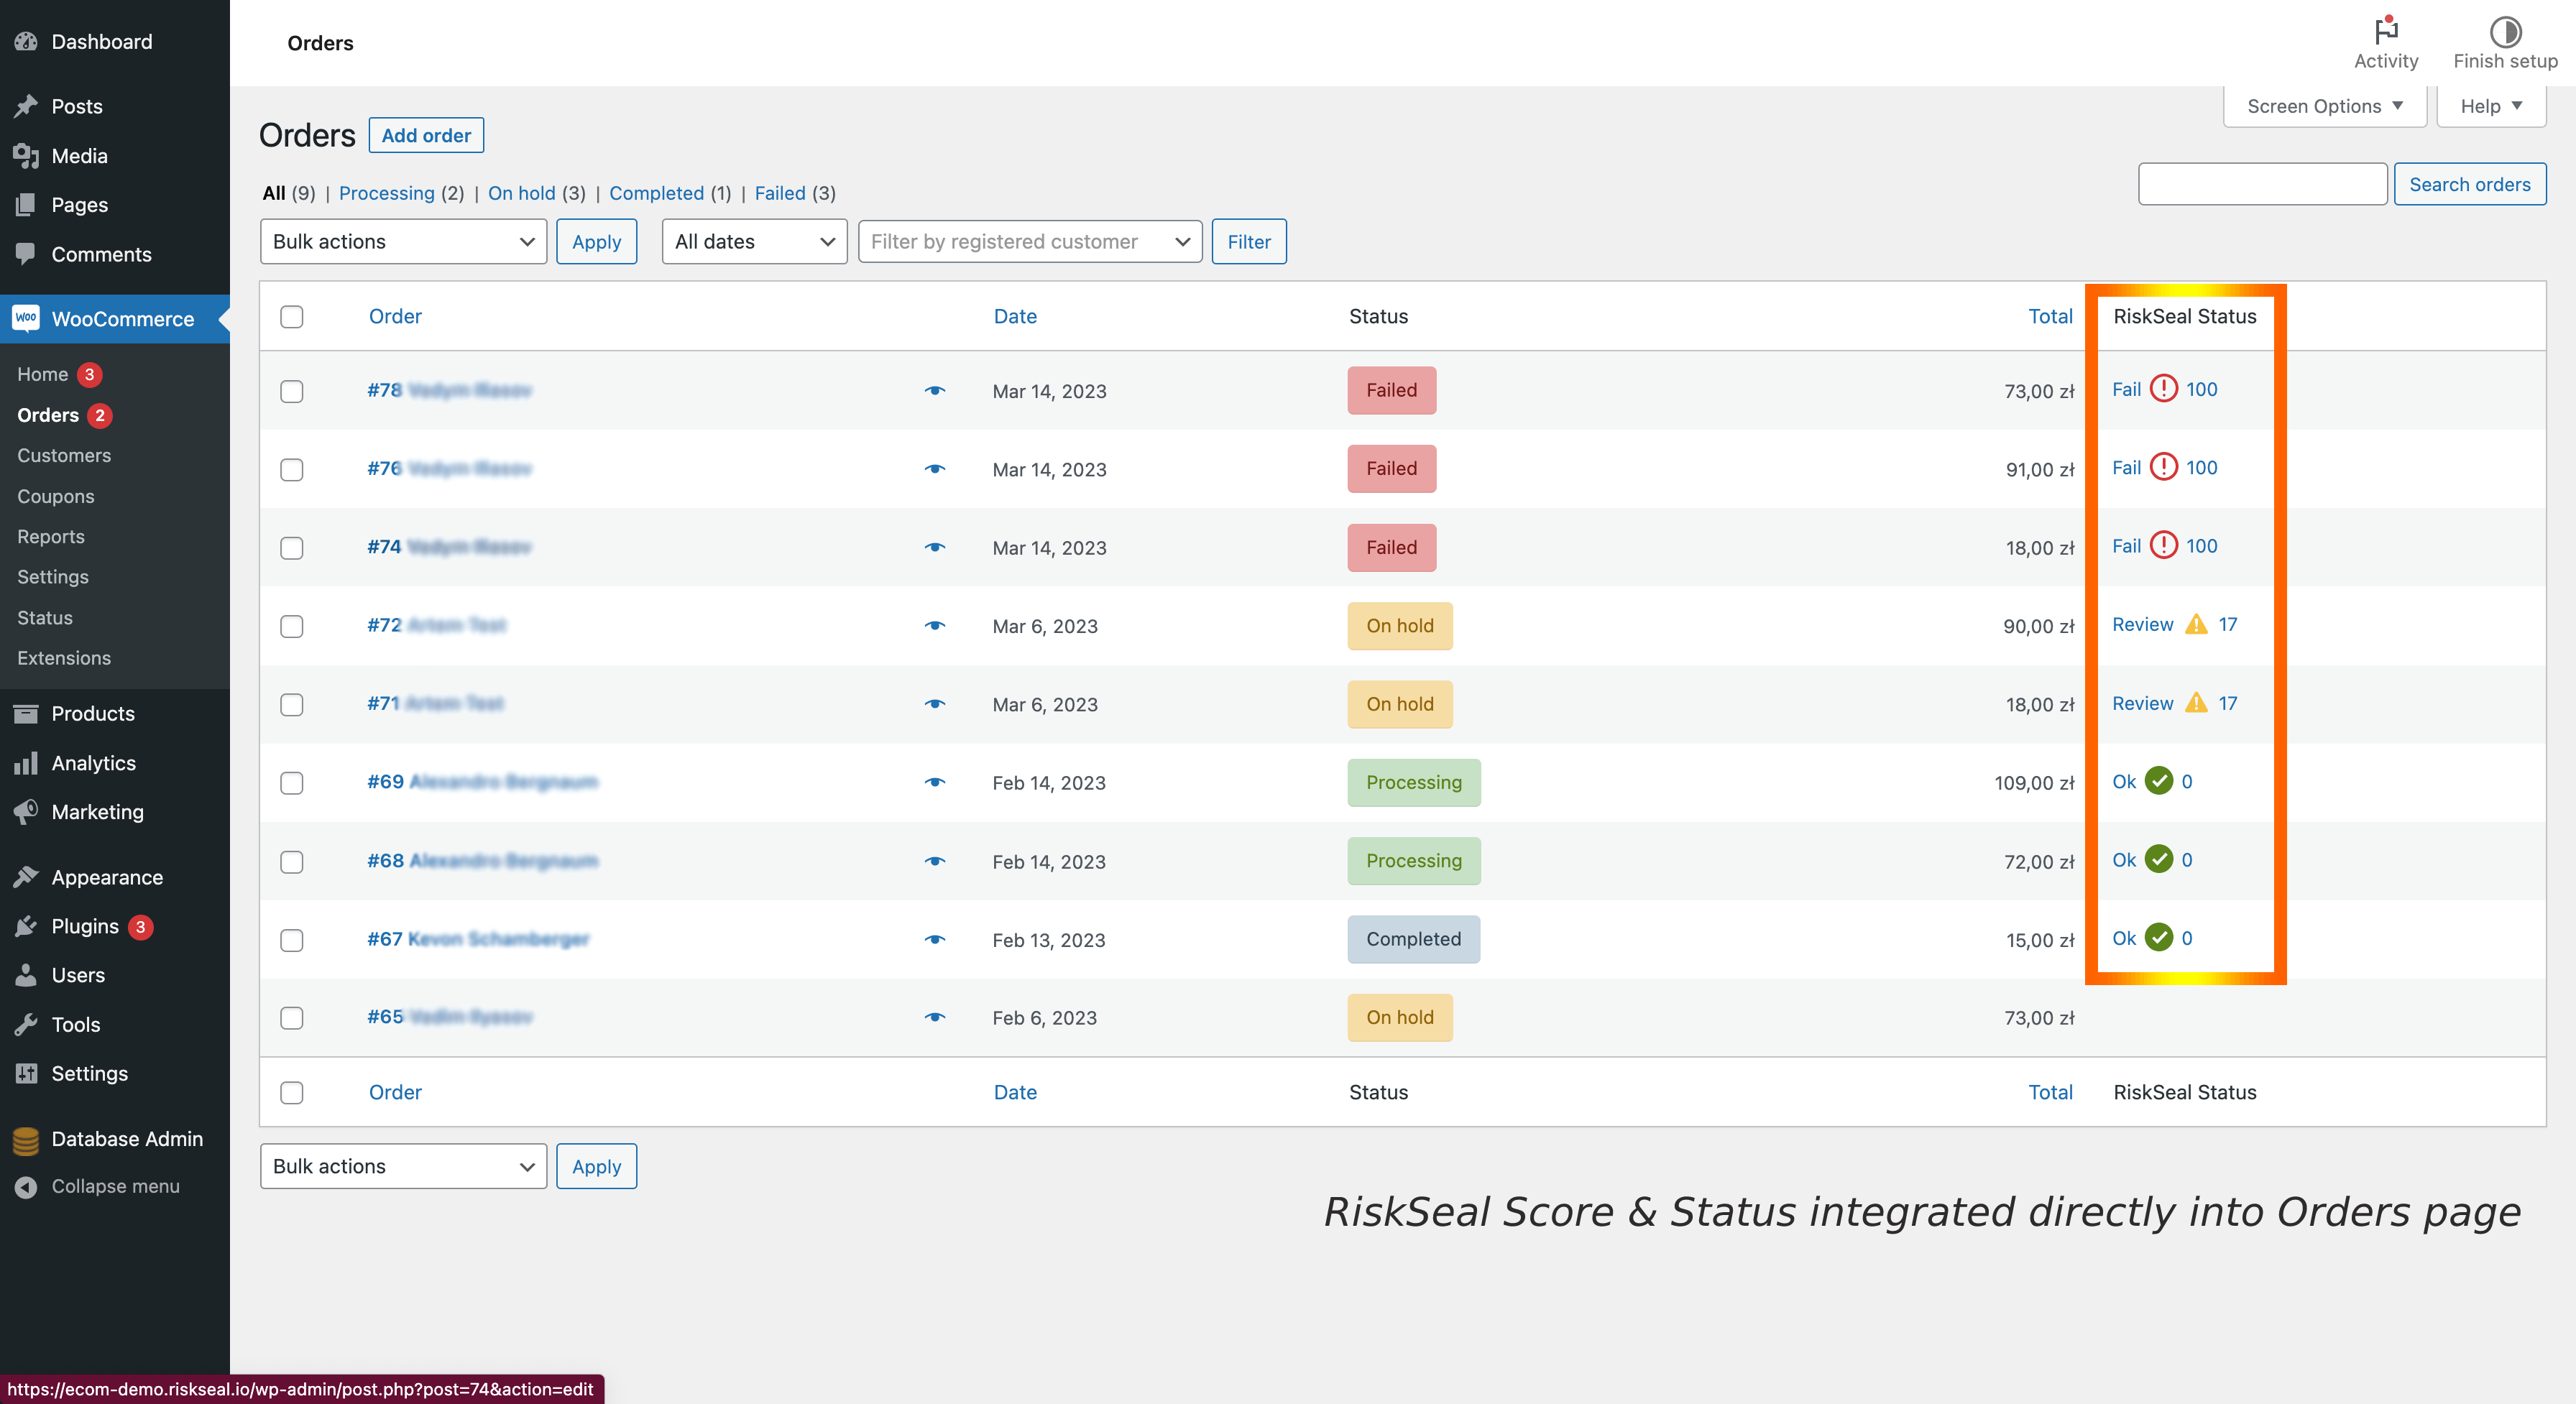 Dashboard
Posts
Media
Pages
Comments
WooCommerce
Home 3
Orders 2
Customers
Coupons
Reports
Settings
Status
Extensions
Products
Analytics
Marketing
Appearance
Plugins 3
Users
Tools
Settings
Database Admin
Collapse menu
Orders
Activity
Finish setup
Screen Options
Help
Orders Add order
All (9) | Processing (2) | On hold (3) | Completed (1) | Failed (3)
Search orders
Bulk actions Apply All dates Filter by registered customer Filter
Order Date Status Total RiskSeal Status
#78 Mar 14, 2023 Failed 73,00 zł Fail 100
#76 Mar 14, 2023 Failed 91,00 zł Fail 100
#74 Mar 14, 2023 Failed 18,00 zł Fail 100
#72 Mar 6, 2023 On hold 90,00 zł Review 17
#71 Mar 6, 2023 On hold 18,00 zł Review 17
#69 Feb 14, 2023 Processing 109,00 zł Ok 0
#68 Feb 14, 2023 Processing 72,00 zł Ok 0
#67 Feb 13, 2023 Completed 15,00 zł Ok 0
#65 Feb 6, 2023 On hold 73,00 zł
Order Date Status Total RiskSeal Status
Bulk actions Apply
RiskSeal Score & Status integrated directly into Orders page
https://ecom-demo.riskseal.io/wp-admin/post.php?post=74&action=edit